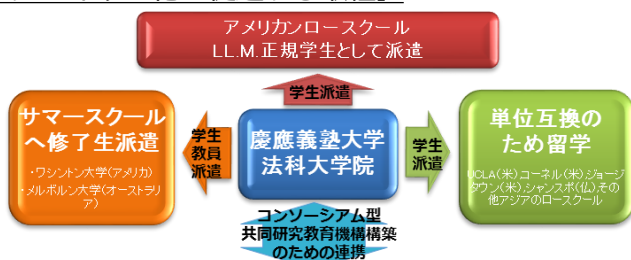 アメリカンロースクール
LL.M.正規学生として派遣
学生派遣
サマースクール
へ修了生派遣
・ワシントン大学(アメリカ)
・メルボルン大学(オーストラリ
ア)
学生
教員
派遣
慶應義塾大学
法科大学院
学生
派遣
単位互換の
ため留学
UCLA(米)、コーネル(米)、ジョージ
タウン(米)、シャンスポ(仏)、その
他アジアのロースクール
コンソーシアム型
共同研究教育機構構築
のための連携